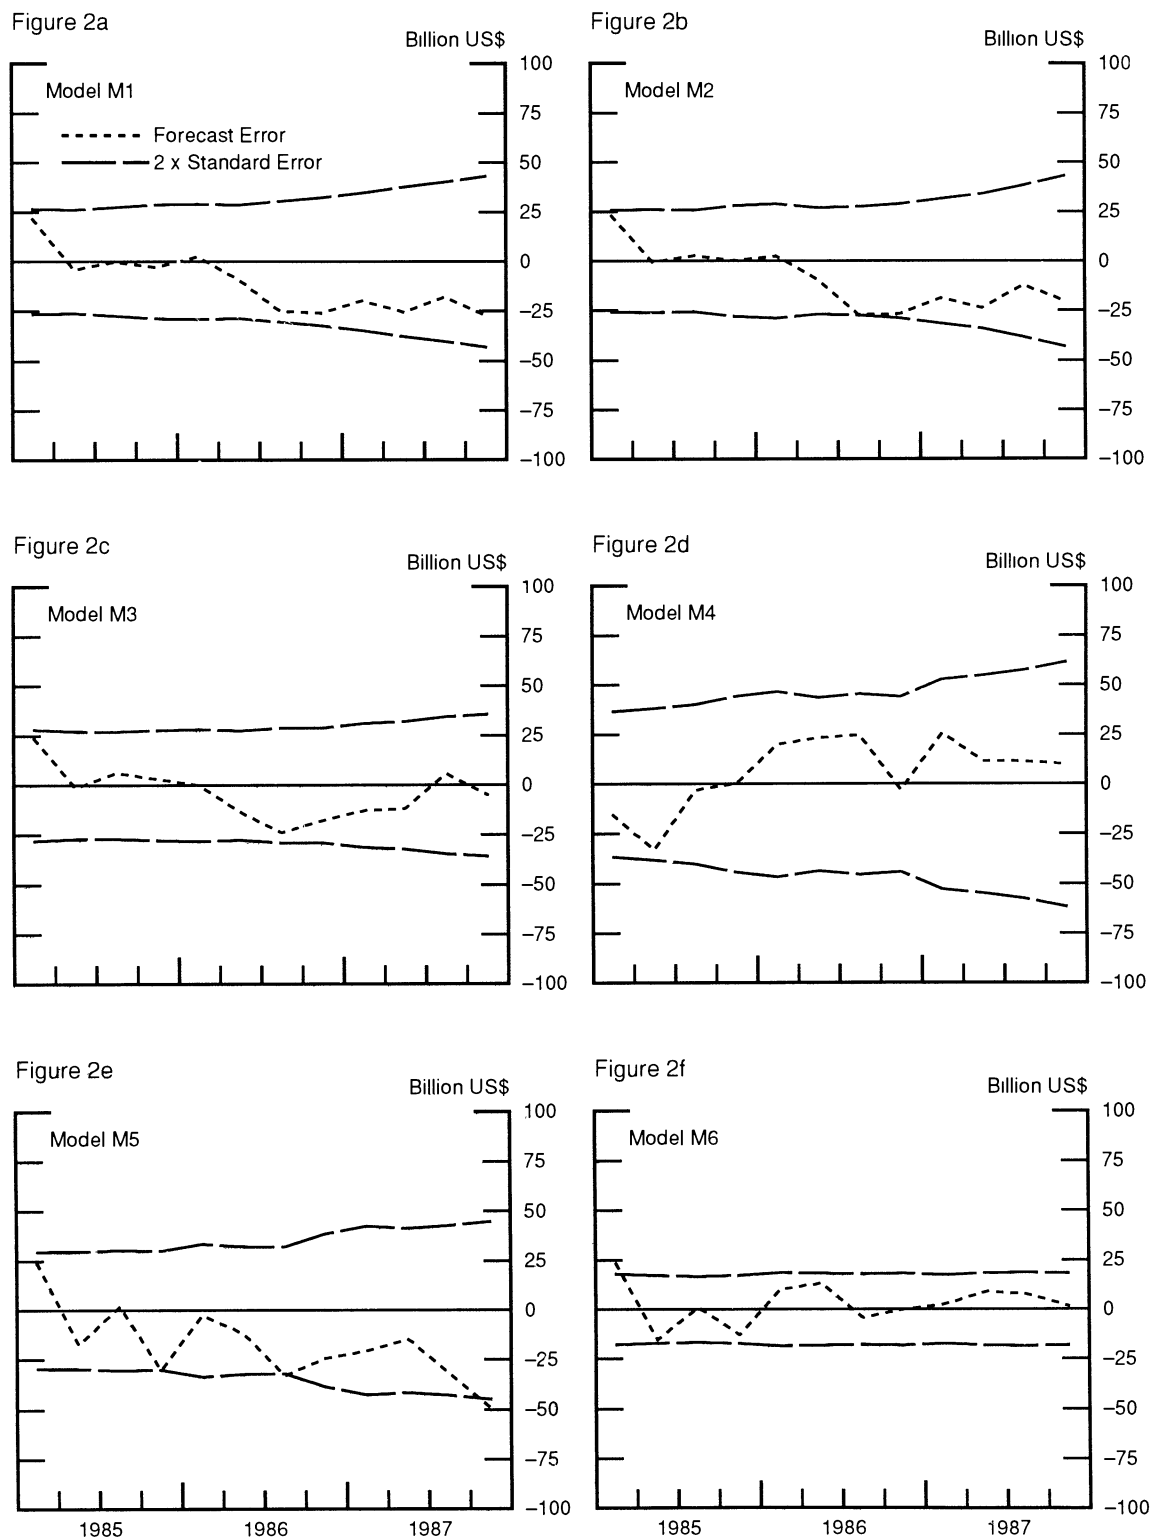 Figure 2a
Billion US$
Model M1
Forecast Error
2 x Standard Error
100
75
50
25
0
−25
−50
−75
−100
Figure 2b
Billion US$
Model M2
100
75
50
25
0
−25
−50
−75
−100
Figure 2c
Billion US$
Model M3
100
75
50
25
0
−25
−50
−75
−100
Figure 2d
Billion US$
Model M4
100
75
50
25
0
−25
−50
−75
−100
Figure 2e
Billion US$
Model M5
100
75
50
25
0
−25
−50
−75
−100
1985 1986 1987
Figure 2f
Billion US$
Model M6
100
75
50
25
0
−25
−50
−75
−100
1985 1986 1987